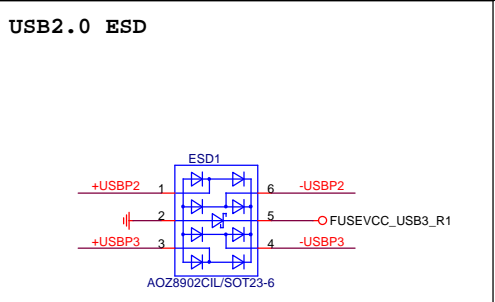 USB2.0 ESD
ESD1
+USBP2 1 6 -USBP2
2 5 FUSEVCC_USB3_R1
+USBP3 3 4 -USBP3
AOZ8902CIL/SOT23-6